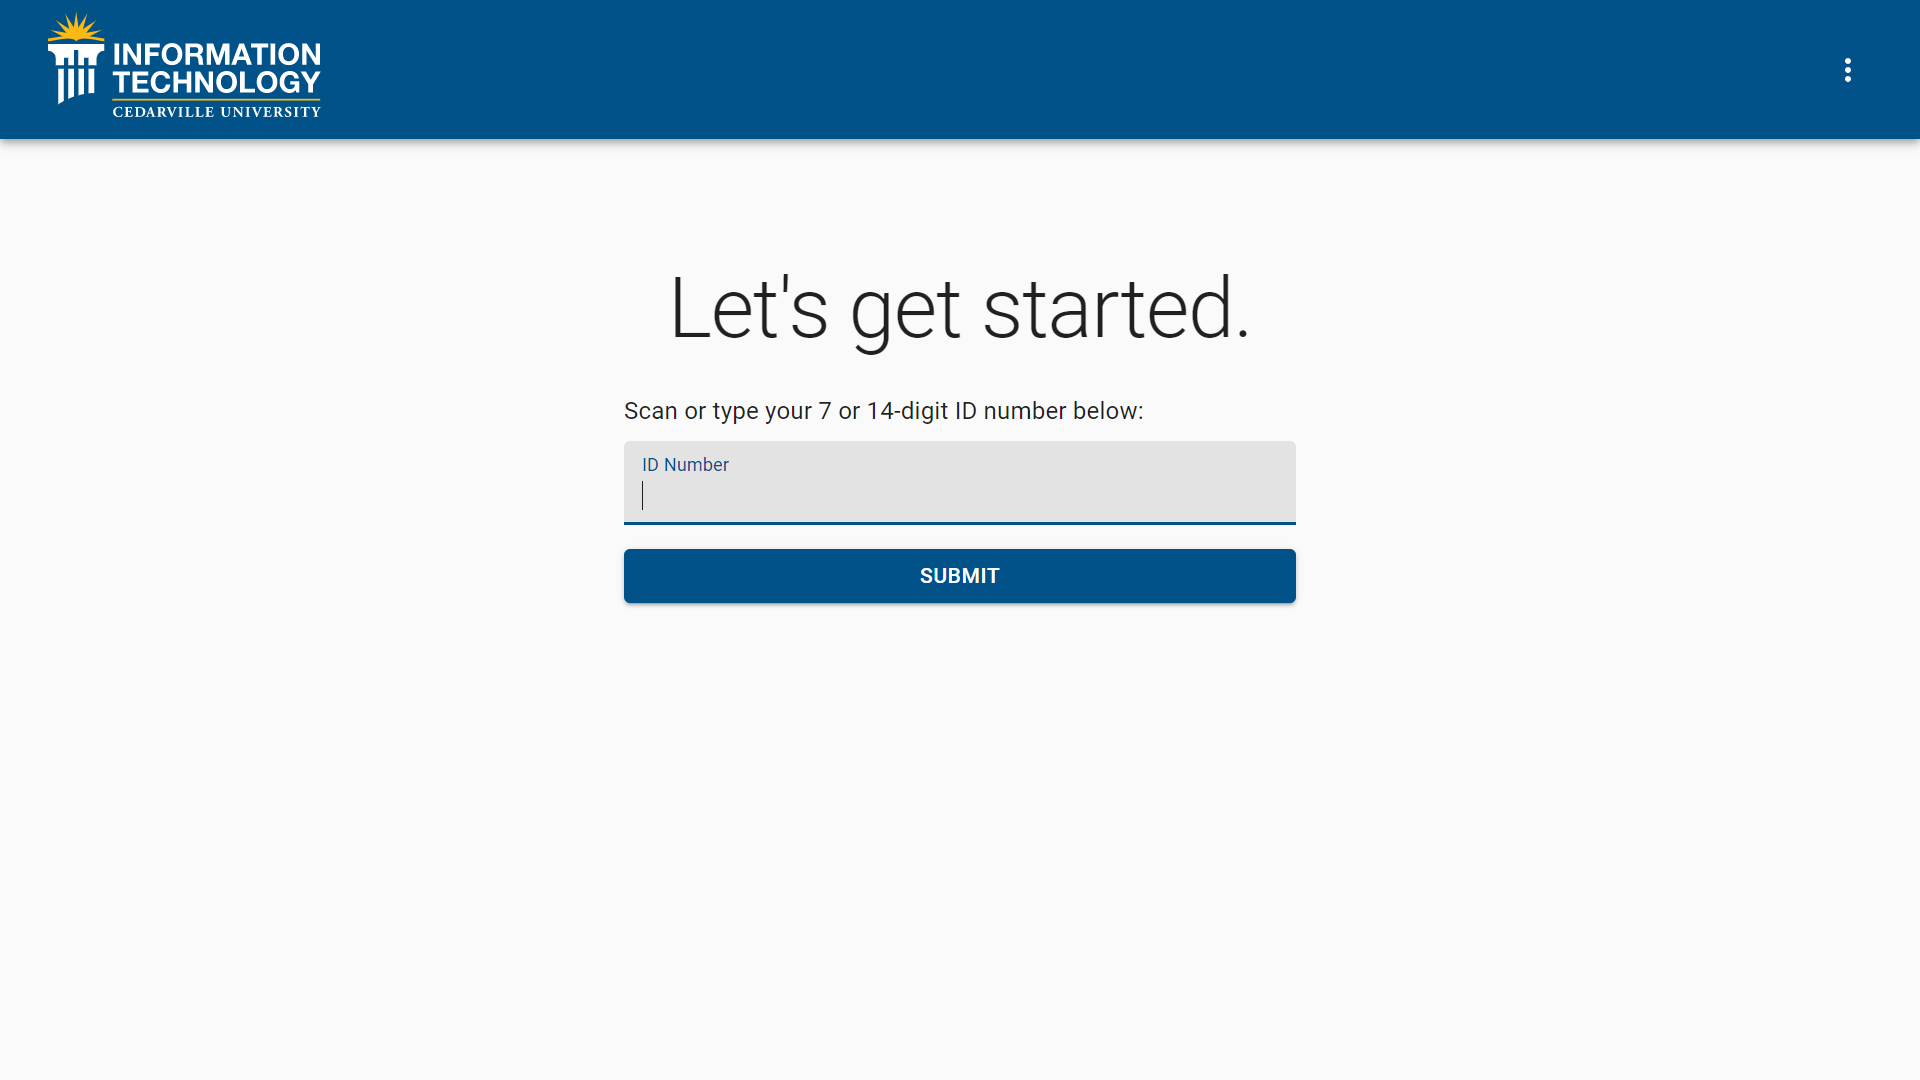 INFORMATION
TECHNOLOGY
CEDARVILLE UNIVERSITY
Let's get started.
Scan or type your 7 or 14-digit ID number below:
ID Number
SUBMIT